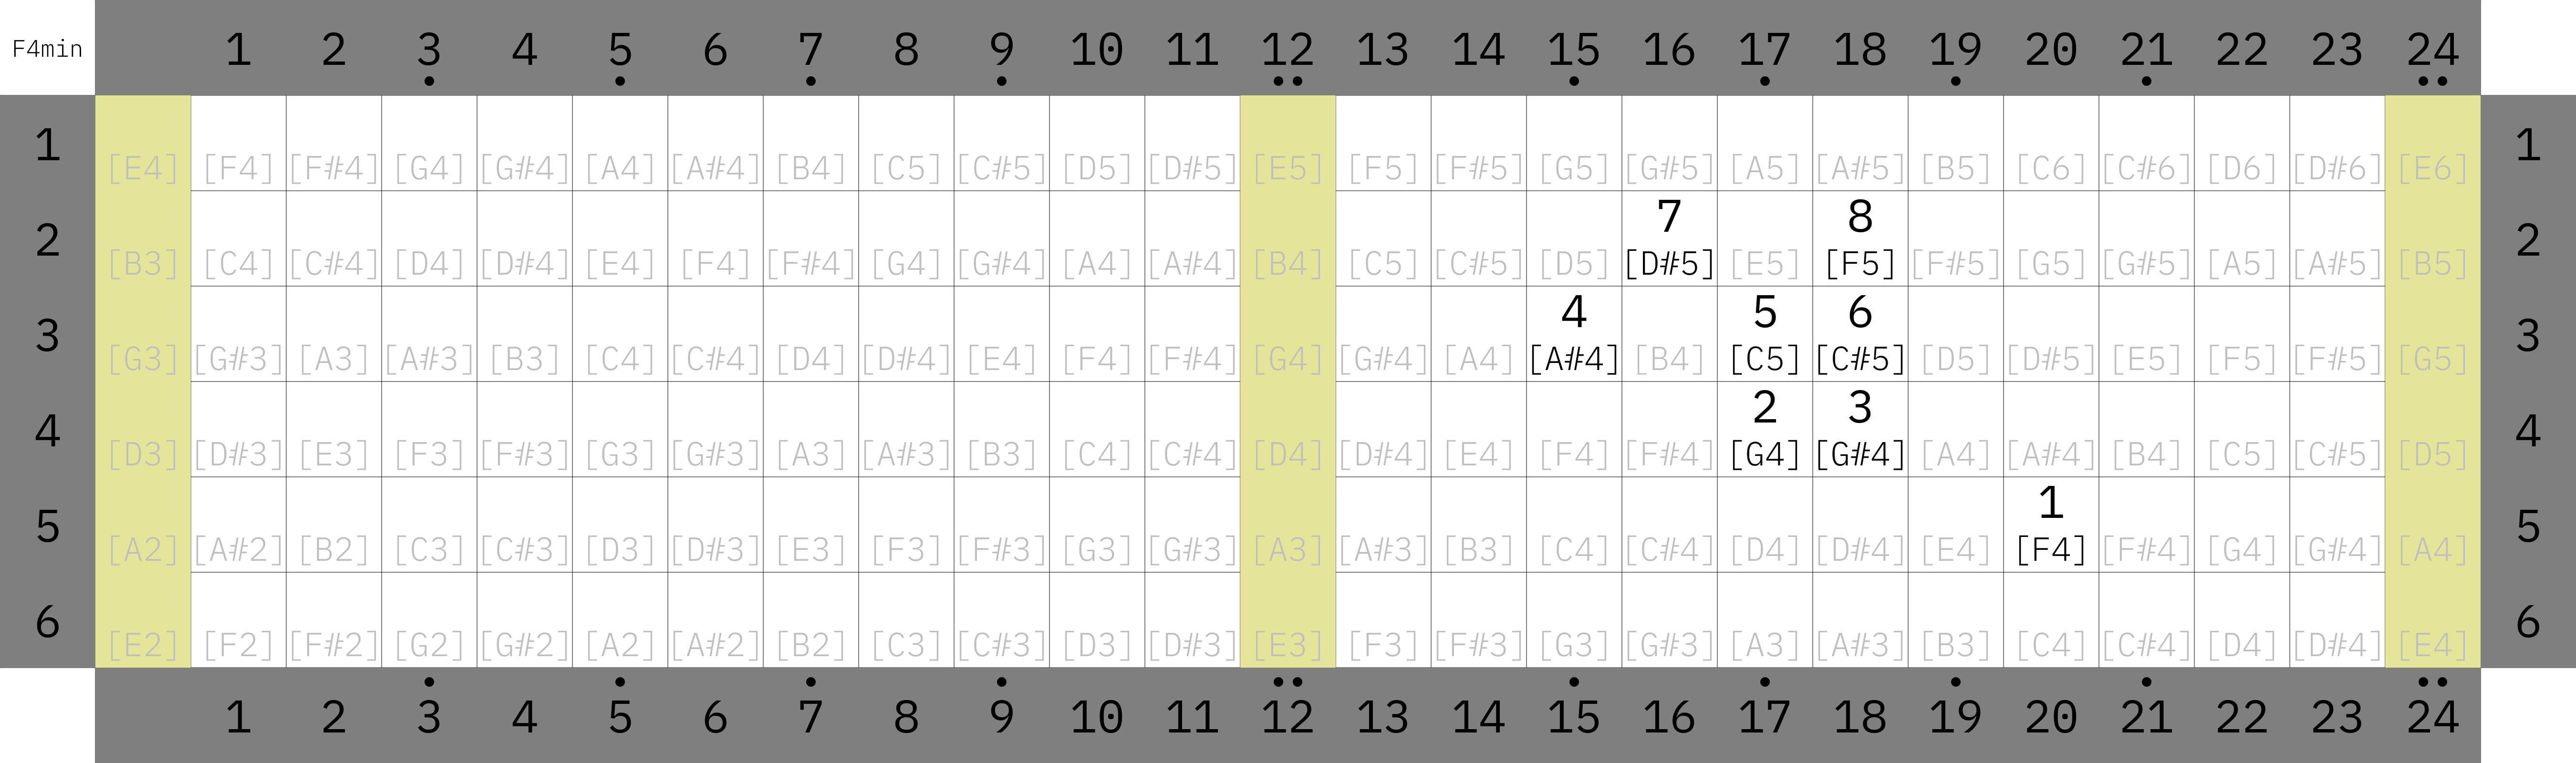 F4min 1 2 3 4 5 6 7 8 9 10 11 12 13 14 15 16 17 18 19 20 21 22 23 24
1 [E4] [F4] [F#4] [G4] [G#4] [A4] [A#4] [B4] [C5] [C#5] [D5] [D#5] [E5] [F5] [F#5] [G5] [G#5] [A5] [A#5] [B5] [C6] [C#6] [D6] [D#6] [E6] 1
7 8
2 [B3] [C4] [C#4] [D4] [D#4] [E4] [F4] [F#4] [G4] [G#4] [A4] [A#4] [B4] [C5] [C#5] [D5] [D#5] [E5] [F5] [F#5] [G5] [G#5] [A5] [A#5] [B5] 2
4 5 6
3 [G3] [G#3] [A3] [A#3] [B3] [C4] [C#4] [D4] [D#4] [E4] [F4] [F#4] [G4] [G#4] [A4] [A#4] [B4] [C5] [C#5] [D5] [D#5] [E5] [F5] [F#5] [G5] 3
2 3
4 [D3] [D#3] [E3] [F3] [F#3] [G3] [G#3] [A3] [A#3] [B3] [C4] [C#4] [D4] [D#4] [E4] [F4] [F#4] [G4] [G#4] [A4] [A#4] [B4] [C5] [C#5] [D5] 4
1
5 [A2] [A#2] [B2] [C3] [C#3] [D3] [D#3] [E3] [F3] [F#3] [G3] [G#3] [A3] [A#3] [B3] [C4] [C#4] [D4] [D#4] [E4] [F4] [F#4] [G4] [G#4] [A4] 5
6 [E2] [F2] [F#2] [G2] [G#2] [A2] [A#2] [B2] [C3] [C#3] [D3] [D#3] [E3] [F3] [F#3] [G3] [G#3] [A3] [A#3] [B3] [C4] [C#4] [D4] [D#4] [E4] 6
1 2 3 4 5 6 7 8 9 10 11 12 13 14 15 16 17 18 19 20 21 22 23 24